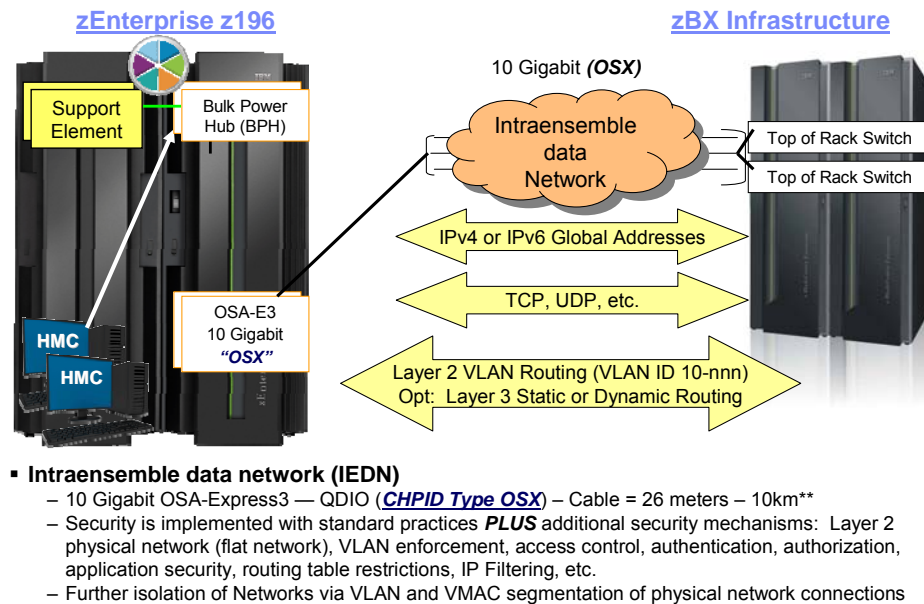 zEnterprise z196
zBX Infrastructure
10 Gigabit (OSX)
Support
Element
Bulk Power
Hub (BPH)
Intraensemble
data
Network
Top of Rack Switch
Top of Rack Switch
IPv4 or IPv6 Global Addresses
TCP, UDP, etc.
OSA-E3
10 Gigabit
"OSX"
HMC
HMC
Layer 2 VLAN Routing (VLAN ID 10-nnn)
Opt: Layer 3 Static or Dynamic Routing
▪ Intraensemble data network (IEDN)
– 10 Gigabit OSA-Express3 — QDIO (CHPID Type OSX) – Cable = 26 meters – 10km**
– Security is implemented with standard practices PLUS additional security mechanisms: Layer 2
physical network (flat network), VLAN enforcement, access control, authentication, authorization,
application security, routing table restrictions, IP Filtering, etc.
– Further isolation of Networks via VLAN and VMAC segmentation of physical network connections